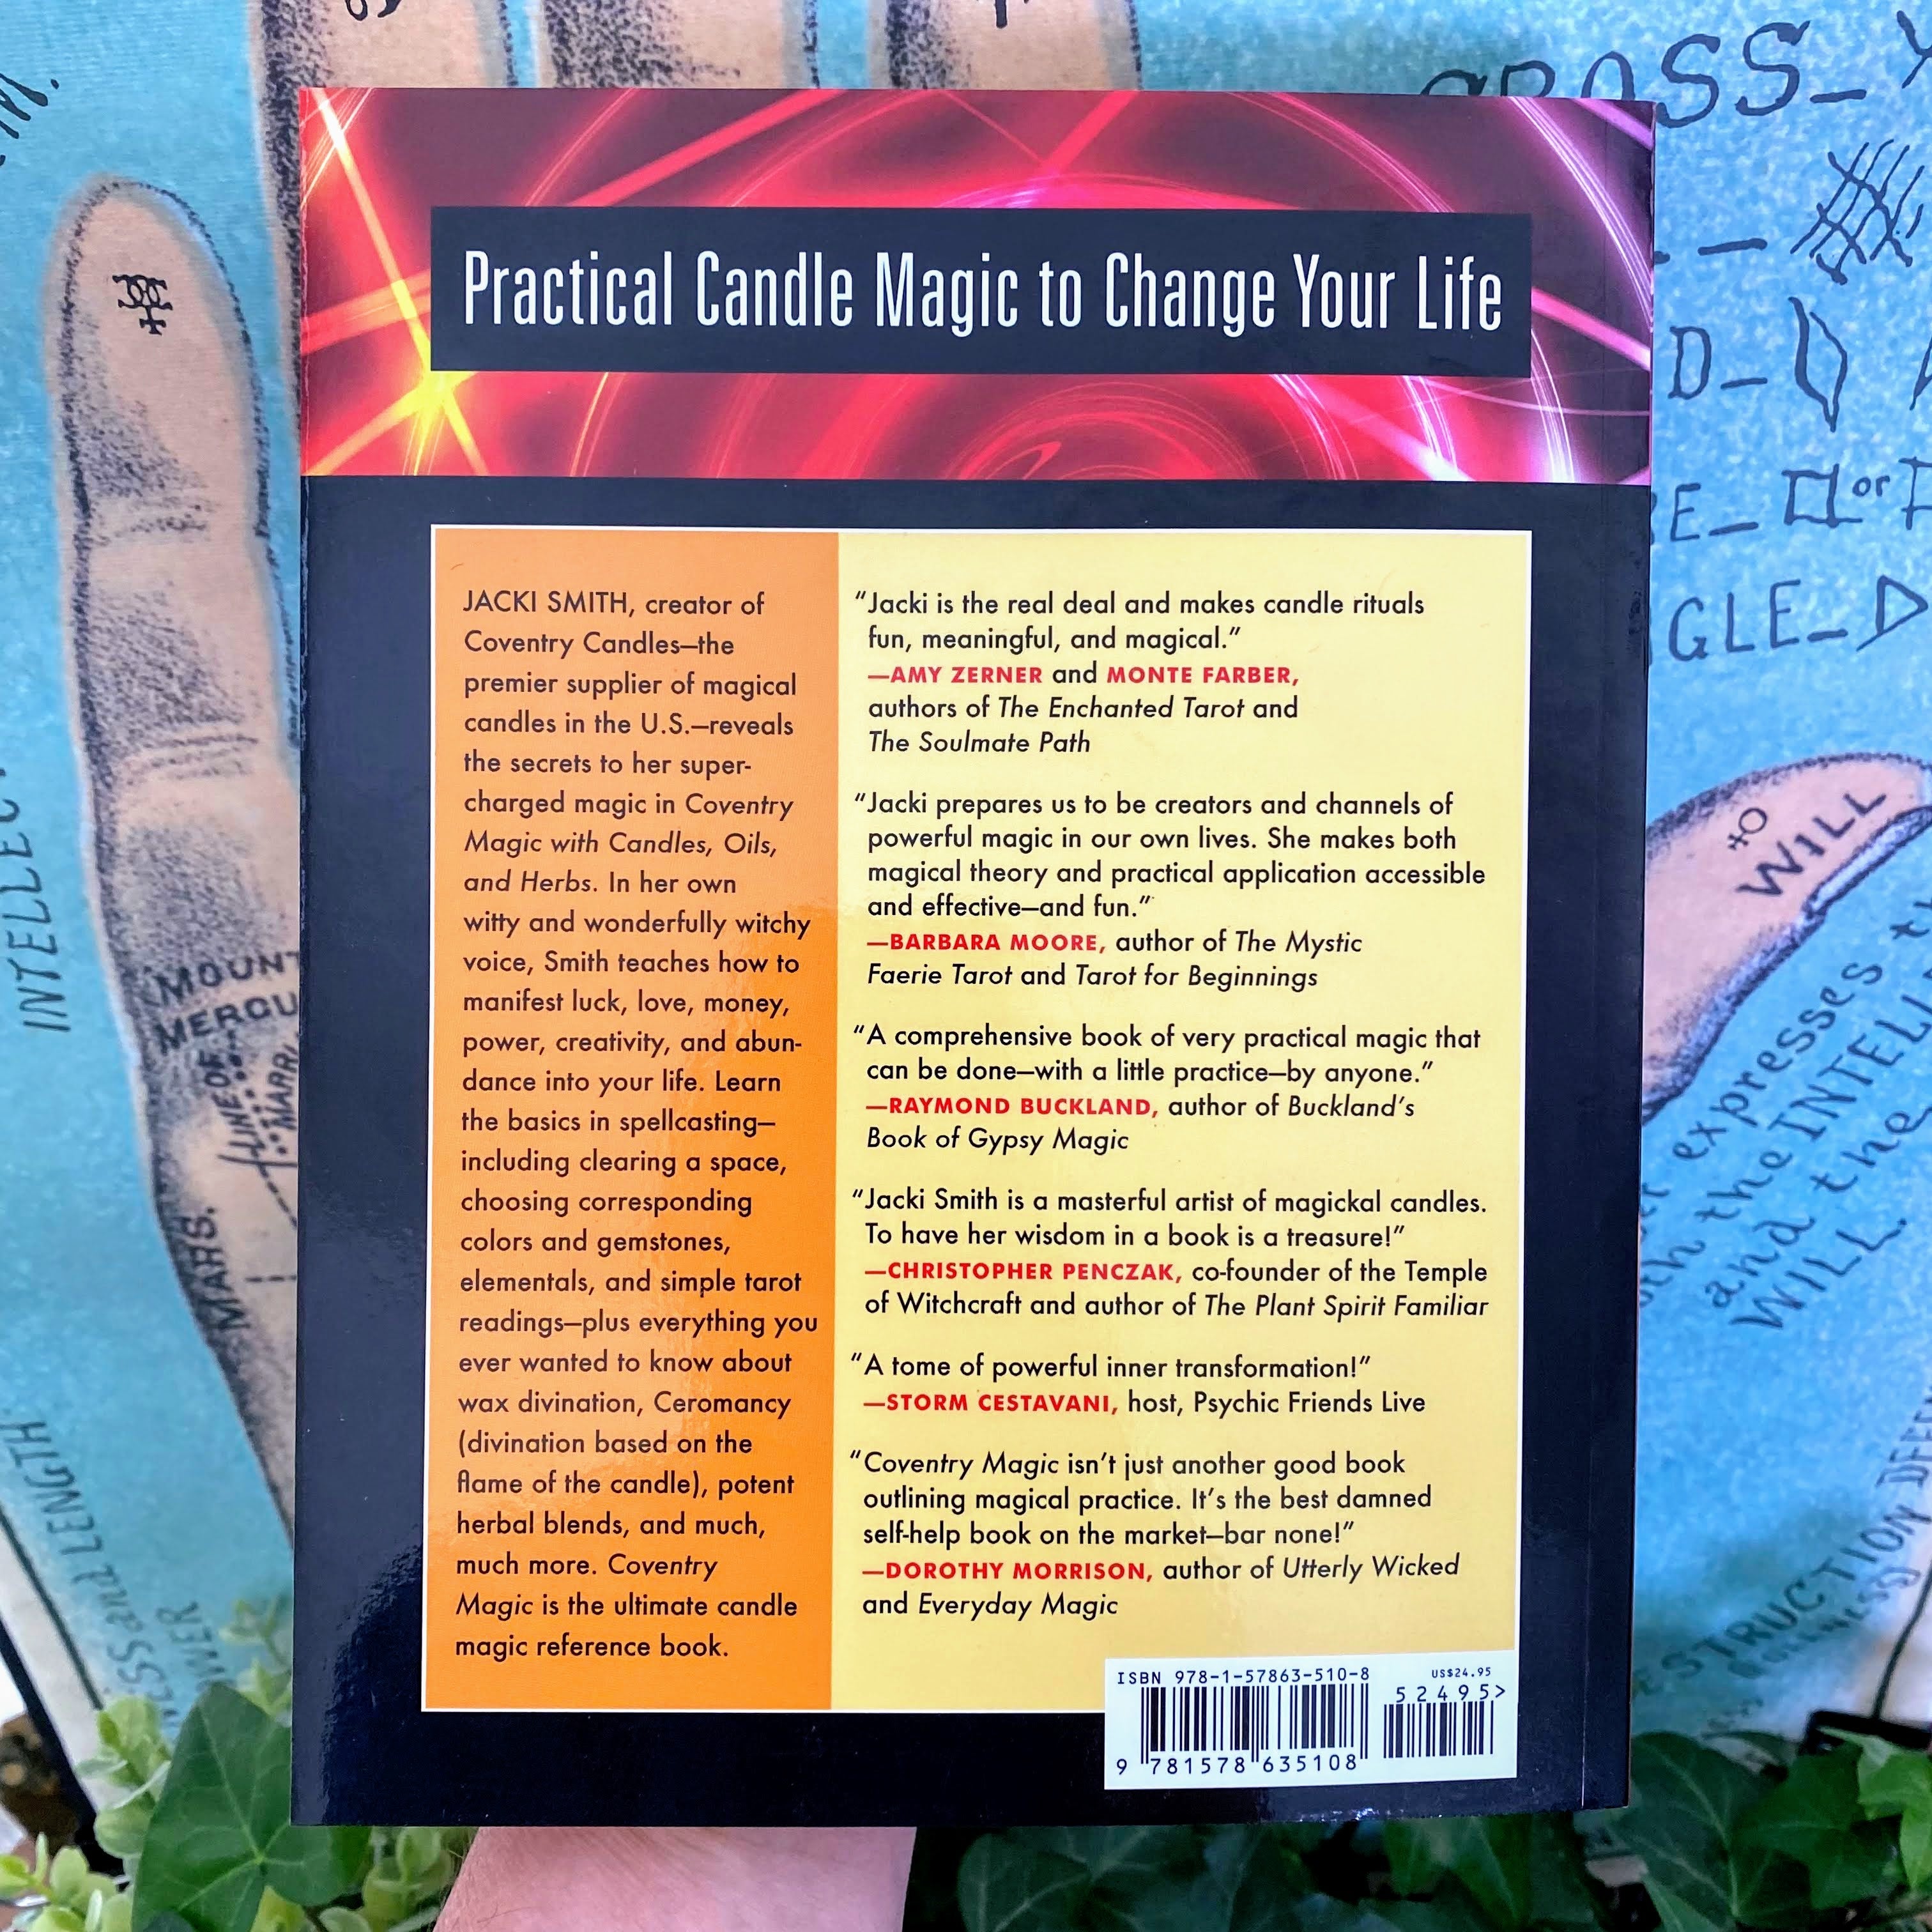 Practical Candle Magic to Change Your Life
JACKI SMITH, creator of
Coventry Candles—the
premier supplier of magical
candles in the U.S.—reveals
the secrets to her super-
charged magic in Coventry
Magic with Candles, Oils,
and Herbs. In her own
witty and wonderfully witchy
voice, Smith teaches how to
manifest luck, love, money,
power, creativity, and abun-
dance into your life. Learn
the basics in spellcasting—
including clearing a space,
choosing corresponding
colors and gemstones,
elementals, and simple tarot
readings—plus everything you
ever wanted to know about
wax divination, Ceromancy
(divination based on the
flame of the candle), potent
herbal blends, and much,
much more. Coventry
Magic is the ultimate candle
magic reference book.
“Jacki is the real deal and makes candle rituals
fun, meaningful, and magical.”
—AMY ZERNER and MONTE FARBER,
authors of The Enchanted Tarot and
The Soulmate Path
“Jacki prepares us to be creators and channels of
powerful magic in our own lives. She makes both
magical theory and practical application accessible
and effective—and fun.”
—BARBARA MOORE, author of The Mystic
Faerie Tarot and Tarot for Beginnings
“A comprehensive book of very practical magic that
can be done—with a little practice—by anyone.”
—RAYMOND BUCKLAND, author of Buckland’s
Book of Gypsy Magic
“Jacki Smith is a masterful artist of magickal candles.
To have her wisdom in a book is a treasure!”
—CHRISTOPHER PENCZAK, co-founder of the Temple
of Witchcraft and author of The Plant Spirit Familiar
“A tome of powerful inner transformation!”
—STORM CESTAVANI, host, Psychic Friends Live
“Coventry Magic isn’t just another good book
outlining magical practice. It’s the best damned
self-help book on the market—bar none!”
—DOROTHY MORRISON, author of Utterly Wicked
and Everyday Magic
ISBN 978-1-57863-510-8
US$24.95
52495>
9 781578 635108
MOUNT
LINE OF
MARS.
LENGTH
WILL
expresses
the
and the
WILL.
or